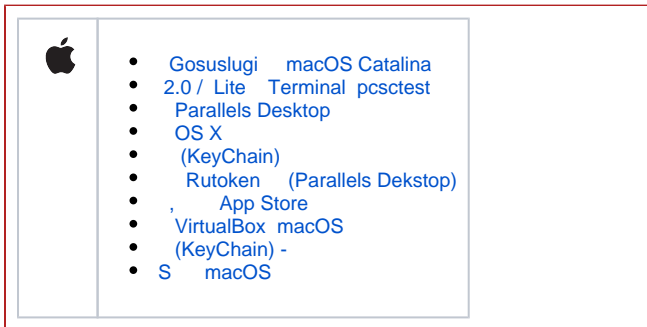 Gosuslugi macOS Catalina
2.0 / Lite Terminal pcsctest
Parallels Desktop
OS X
(KeyChain)
Rutoken (Parallels Dekstop)
, App Store
VirtualBox macOS
(KeyChain) -
S macOS